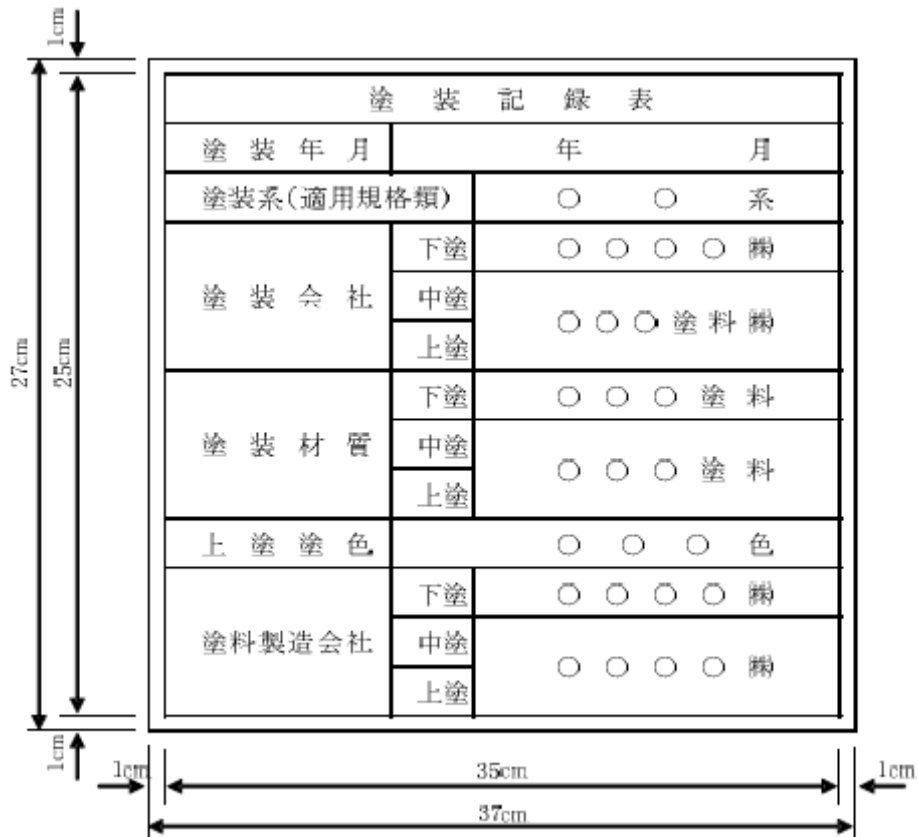 1cm
塗装記録表
塗装年月 年 月
塗装系(適用規格類) ○ ○ 系
塗装会社 下塗 ○○○○㈱
中塗 ○○○塗料㈱
上塗
塗装材質 下塗 ○○○塗料
中塗 ○○○塗料
上塗
上塗塗色 ○ ○ ○ 色
塗料製造会社 下塗 ○○○○㈱
中塗 ○○○○㈱
上塗
27cm
25cm
1cm
1cm
35cm
1cm
37cm